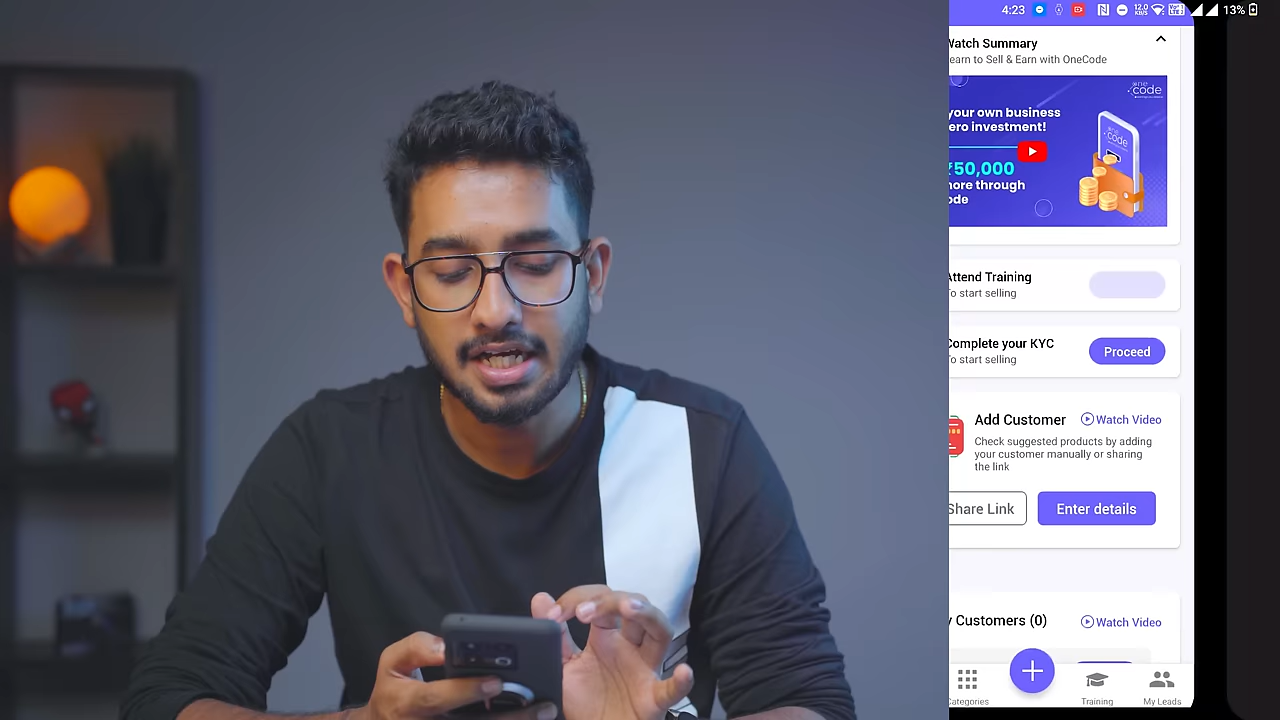 4:23
13%
Watch Summary
earn to Sell & Earn with OneCode
one
code
your own business
ero investment!
₹50,000
ore through
ode
Attend Training
To start selling
Complete your KYC
To start selling
Proceed
Add Customer
Watch Video
Check suggested products by adding
your customer manually or sharing
the link
Share Link
Enter details
Customers (0)
Watch Video
ategories
Training
My Leads